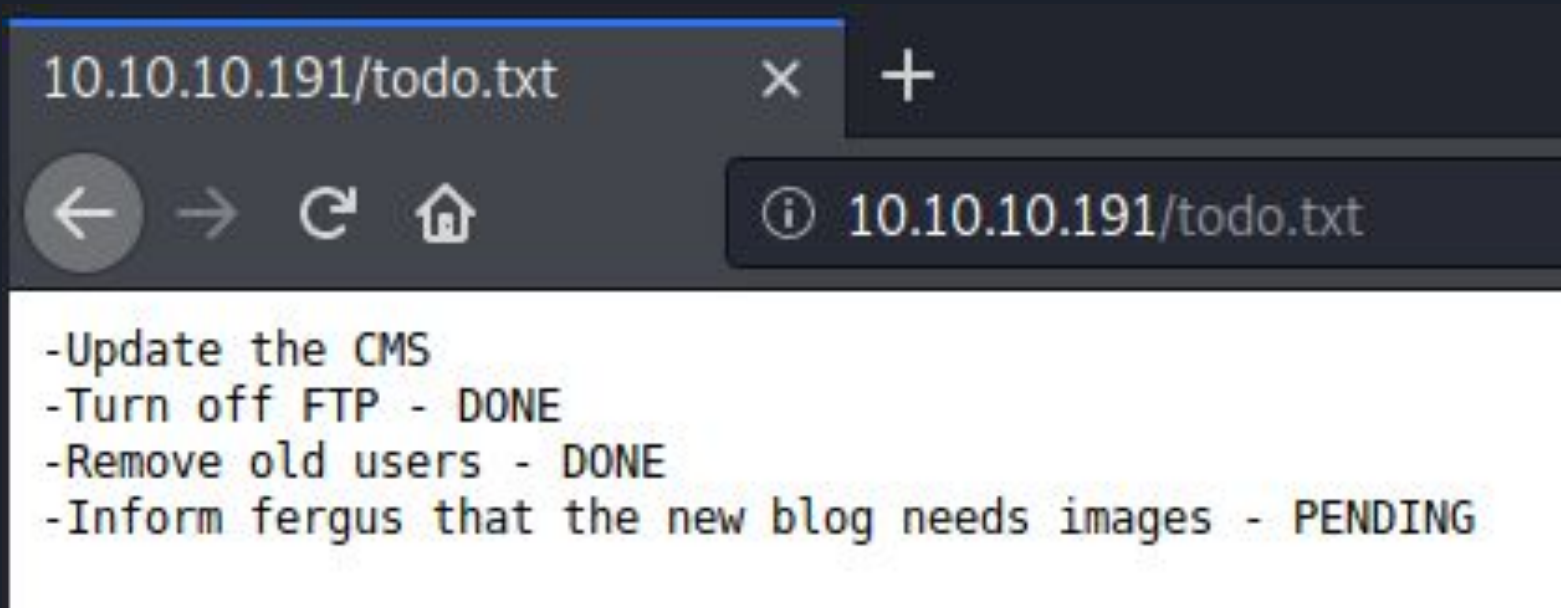 10.10.10.191/todo.txt
10.10.10.191/todo.txt
-Update the CMS
-Turn off FTP - DONE
-Remove old users - DONE
-Inform fergus that the new blog needs images - PENDING